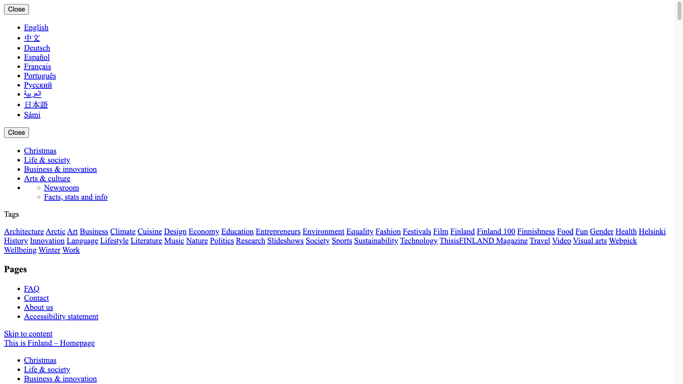 Close
English
中文
Deutsch
Español
Français
Português
Русский
العربية
日本語
Sámi
Close
Christmas
Life & society
Business & innovation
Arts & culture
Newsroom
Facts, stats and info
Tags
Architecture Arctic Art Business Climate Cuisine Design Economy Education Entrepreneurs Environment Equality Fashion Festivals Film Finland Finland 100 Finnishness Food Fun Gender Health Helsinki
History Innovation Language Lifestyle Literature Music Nature Politics Research Slideshows Society Sports Sustainability Technology ThisisFINLAND Magazine Travel Video Visual arts Webpick
Wellbeing Winter Work
Pages
FAQ
Contact
About us
Accessibility statement
Skip to content
This is Finland – Homepage
Christmas
Life & society
Business & innovation